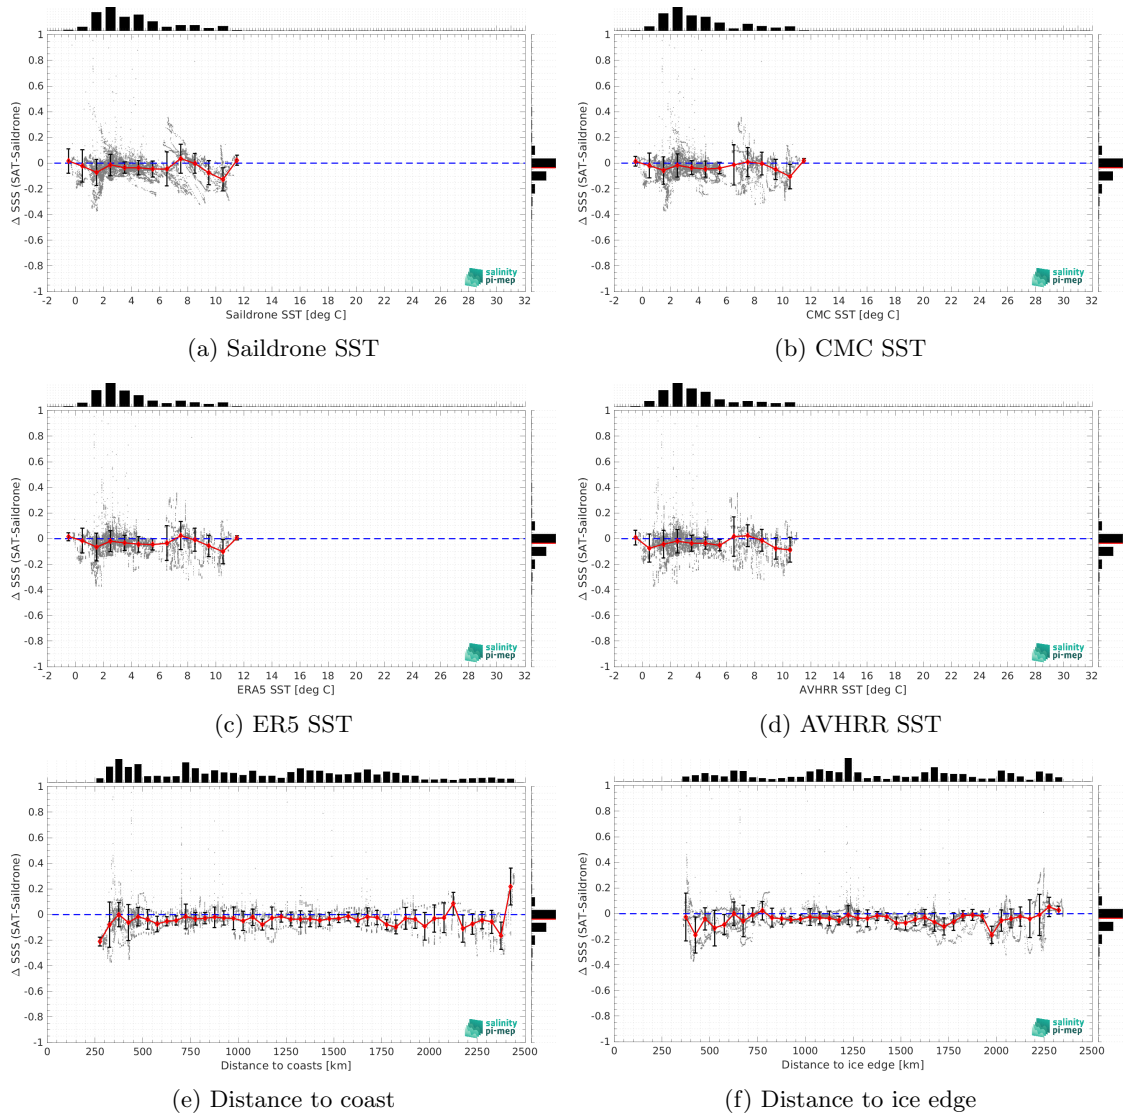 1
0.8
0.6
0.4
0.2
0
-0.2
-0.4
-0.6
-0.8
-1
Δ SSS (SAT-Saildrone)
salinity
pi-mep
-2 0 2 4 6 8 10 12 14 16 18 20 22 24 26 28 30 32
Saildrone SST [deg C]
(a) Saildrone SST
1
0.8
0.6
0.4
0.2
0
-0.2
-0.4
-0.6
-0.8
-1
Δ SSS (SAT-Saildrone)
salinity
pi-mep
-2 0 2 4 6 8 10 12 14 16 18 20 22 24 26 28 30 32
CMC SST [deg C]
(b) CMC SST
1
0.8
0.6
0.4
0.2
0
-0.2
-0.4
-0.6
-0.8
-1
Δ SSS (SAT-Saildrone)
salinity
pi-mep
-2 0 2 4 6 8 10 12 14 16 18 20 22 24 26 28 30 32
ERA5 SST [deg C]
(c) ER5 SST
1
0.8
0.6
0.4
0.2
0
-0.2
-0.4
-0.6
-0.8
-1
Δ SSS (SAT-Saildrone)
salinity
pi-mep
-2 0 2 4 6 8 10 12 14 16 18 20 22 24 26 28 30 32
AVHRR SST [deg C]
(d) AVHRR SST
1
0.8
0.6
0.4
0.2
0
-0.2
-0.4
-0.6
-0.8
-1
Δ SSS (SAT-Saildrone)
salinity
pi-mep
0 250 500 750 1000 1250 1500 1750 2000 2250 2500
Distance to coasts [km]
(e) Distance to coast
1
0.8
0.6
0.4
0.2
0
-0.2
-0.4
-0.6
-0.8
-1
Δ SSS (SAT-Saildrone)
salinity
pi-mep
0 250 500 750 1000 1250 1500 1750 2000 2250 2500
Distance to ice edge [km]
(f) Distance to ice edge